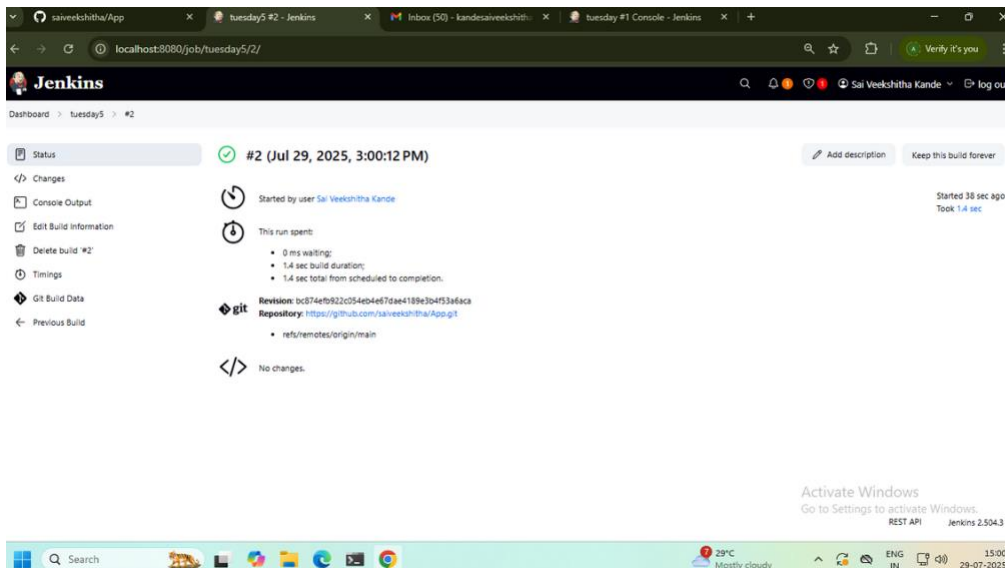 saiveekshitha/App
tuesday5 #2 - Jenkins
Inbox (50) - kandesaiveekshith
tuesday #1 Console - Jenkins
localhost:8080/job/tuesday5/2/
Verify it's you
Jenkins
1
1
Sai Veekshitha Kande
log ou
Dashboard > tuesday5 > #2
Status
Changes
Console Output
Edit Build Information
Delete build '#2'
Timings
Git Build Data
Previous Build
#2 (Jul 29, 2025, 3:00:12 PM)
Add description
Keep this build forever
Started by user Sai Veekshitha Kande
Started 38 sec ago
Took 1.4 sec
This run spent:
• 0 ms waiting;
• 1.4 sec build duration;
• 1.4 sec total from scheduled to completion.
git
Revision: bc874efb922c054eb4e67dae4189e3b4f53a6aca
Repository: https://github.com/saiveekshitha/App.git
• refs/remotes/origin/main
</> No changes.
Activate Windows
Go to Settings to activate Windows.
REST API
Jenkins 2.504.3
Search
7
29°C
Mostly cloudy
ENG
IN
15:00
29-07-2025